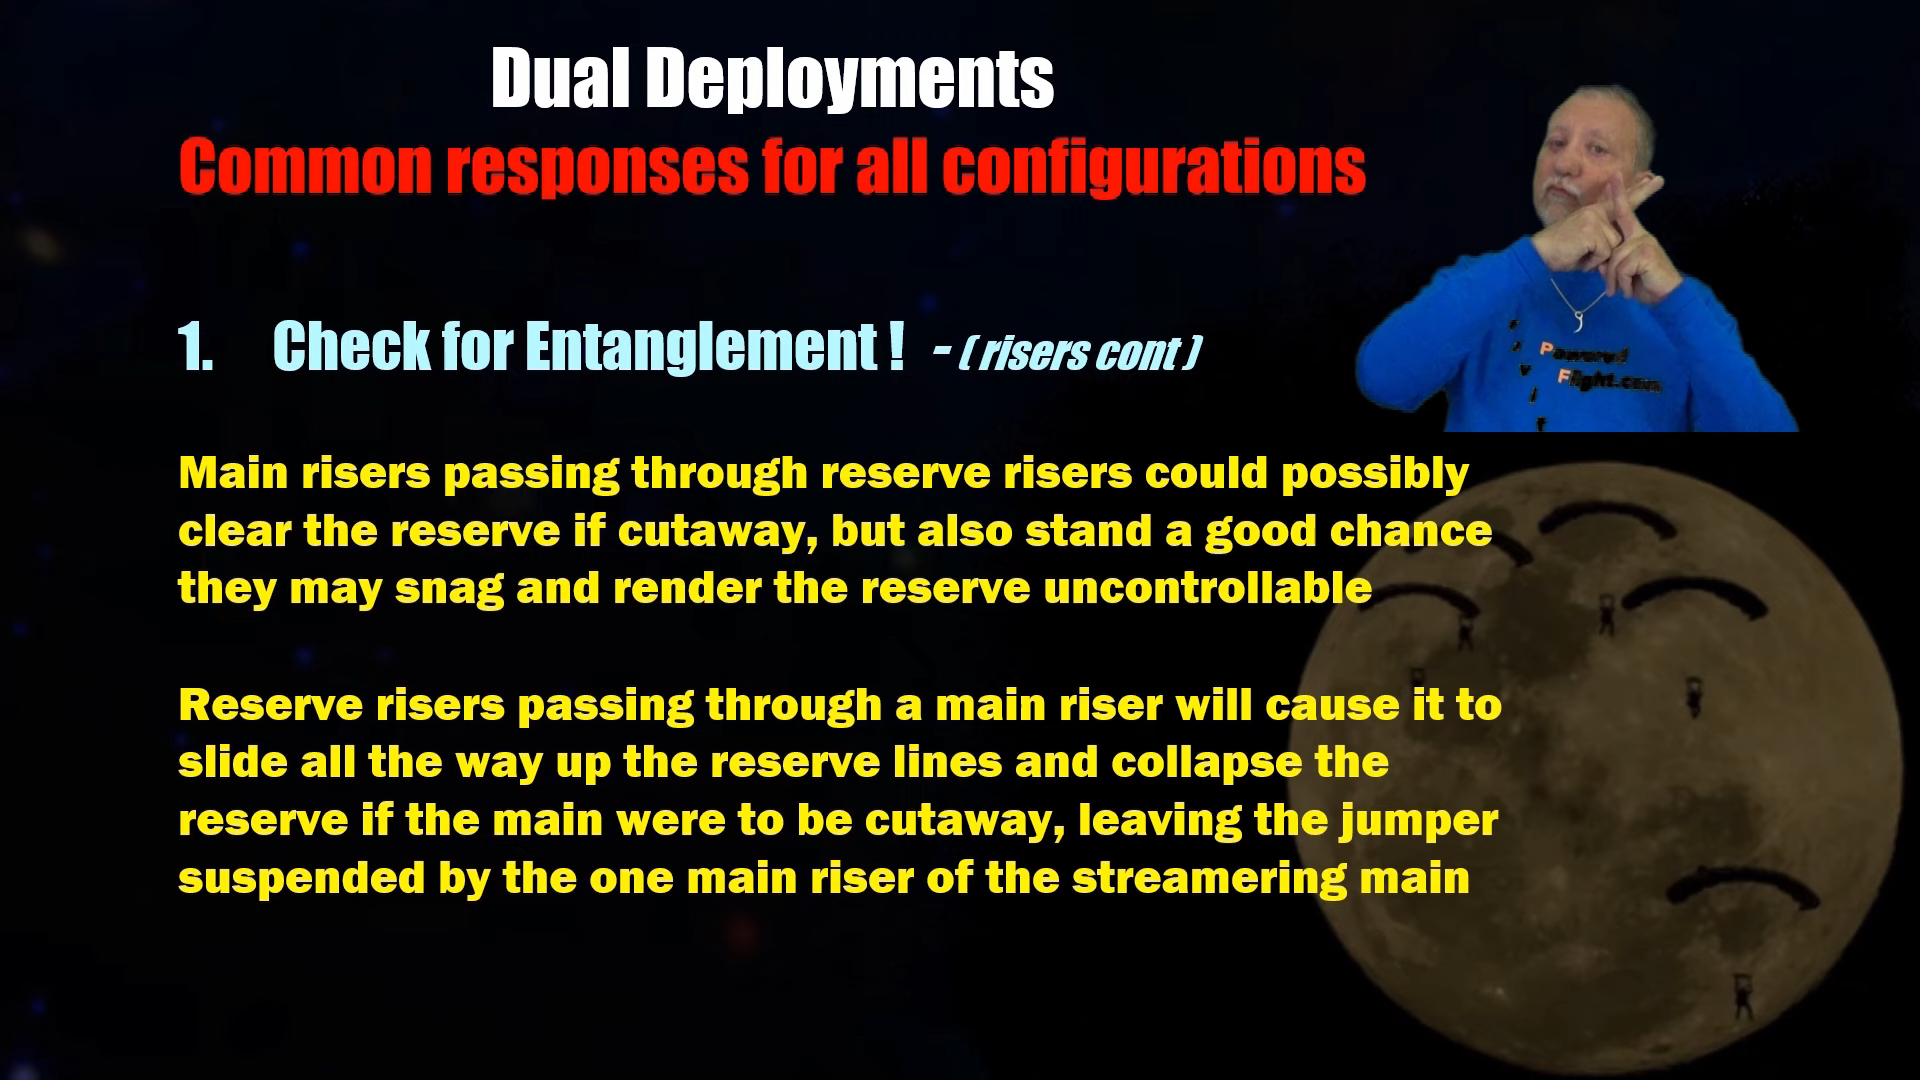 Dual Deployments
Common responses for all configurations
1. Check for Entanglement ! - ( risers cont )
Powered
Flight.com
Main risers passing through reserve risers could possibly
clear the reserve if cutaway, but also stand a good chance
they may snag and render the reserve uncontrollable
Reserve risers passing through a main riser will cause it to
slide all the way up the reserve lines and collapse the
reserve if the main were to be cutaway, leaving the jumper
suspended by the one main riser of the streamering main